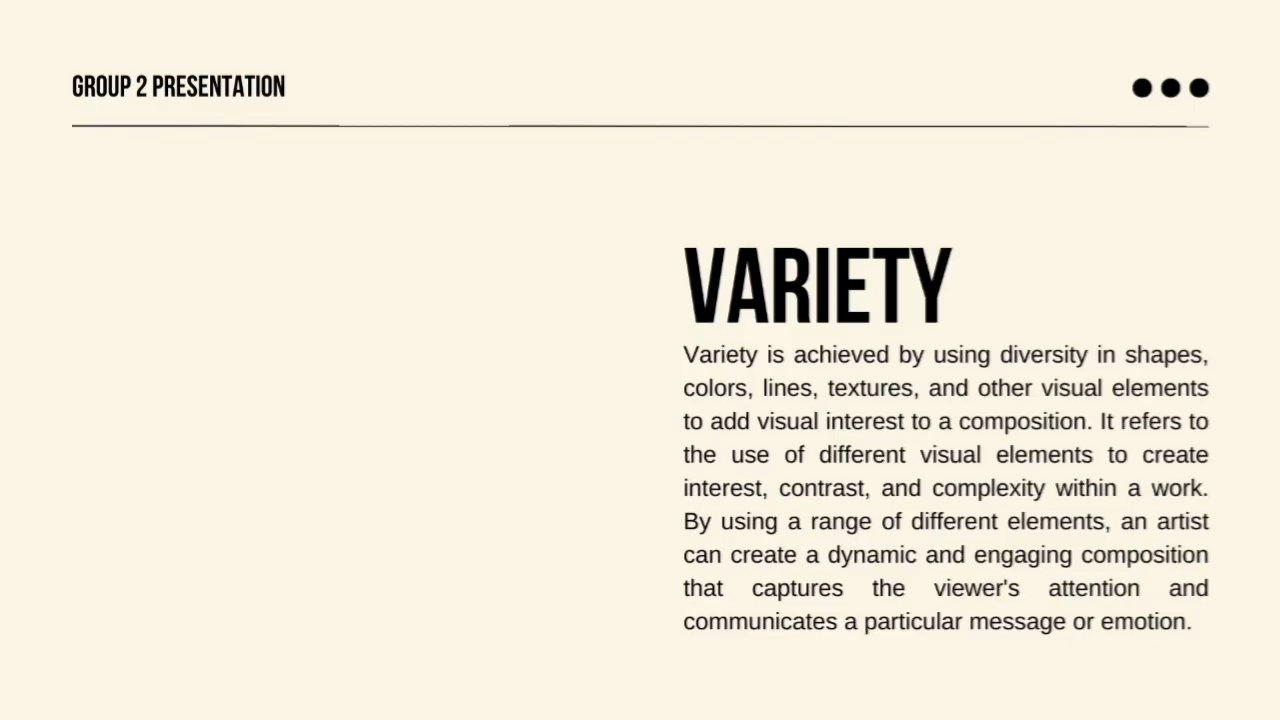 GROUP 2 PRESENTATION
VARIETY
Variety is achieved by using diversity in shapes,
colors, lines, textures, and other visual elements
to add visual interest to a composition. It refers to
the use of different visual elements to create
interest, contrast, and complexity within a work.
By using a range of different elements, an artist
can create a dynamic and engaging composition
that captures the viewer's attention and
communicates a particular message or emotion.